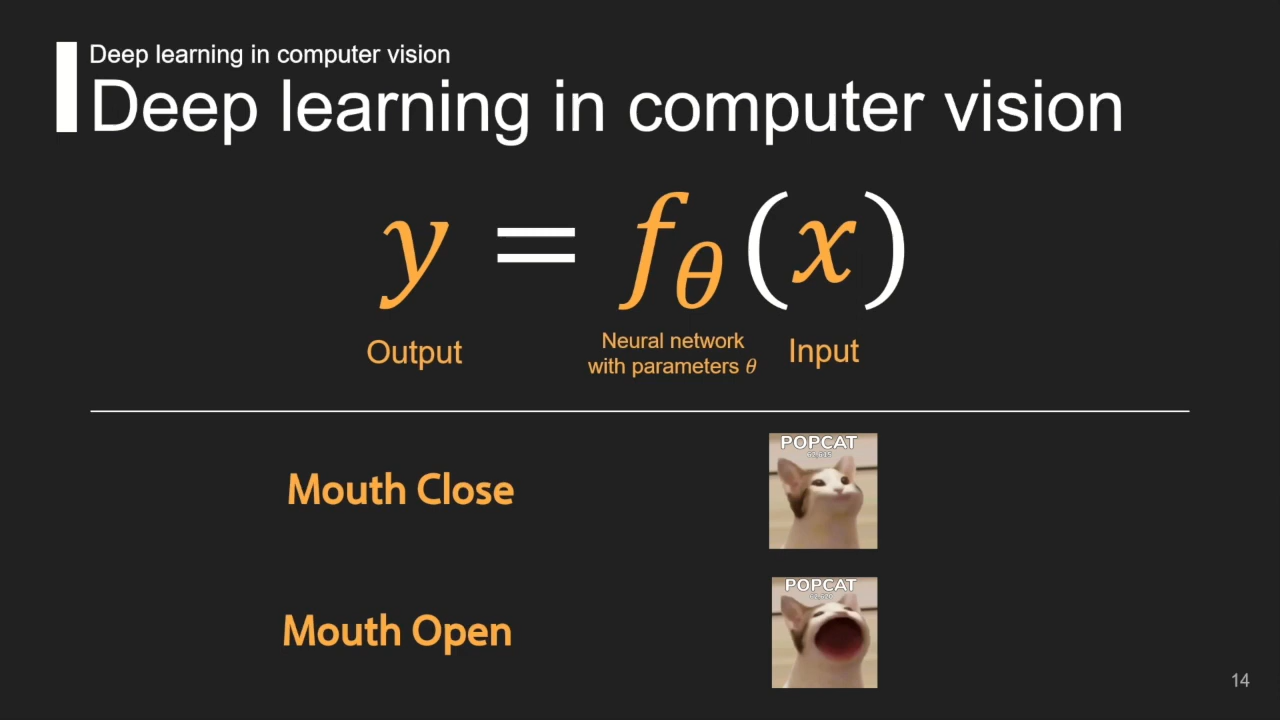 Deep learning in computer vision
Deep learning in computer vision
y = fθ(x)
Output
Neural network
with parameters θ
Input
Mouth Close
POPCAT
Mouth Open
POPCAT
14